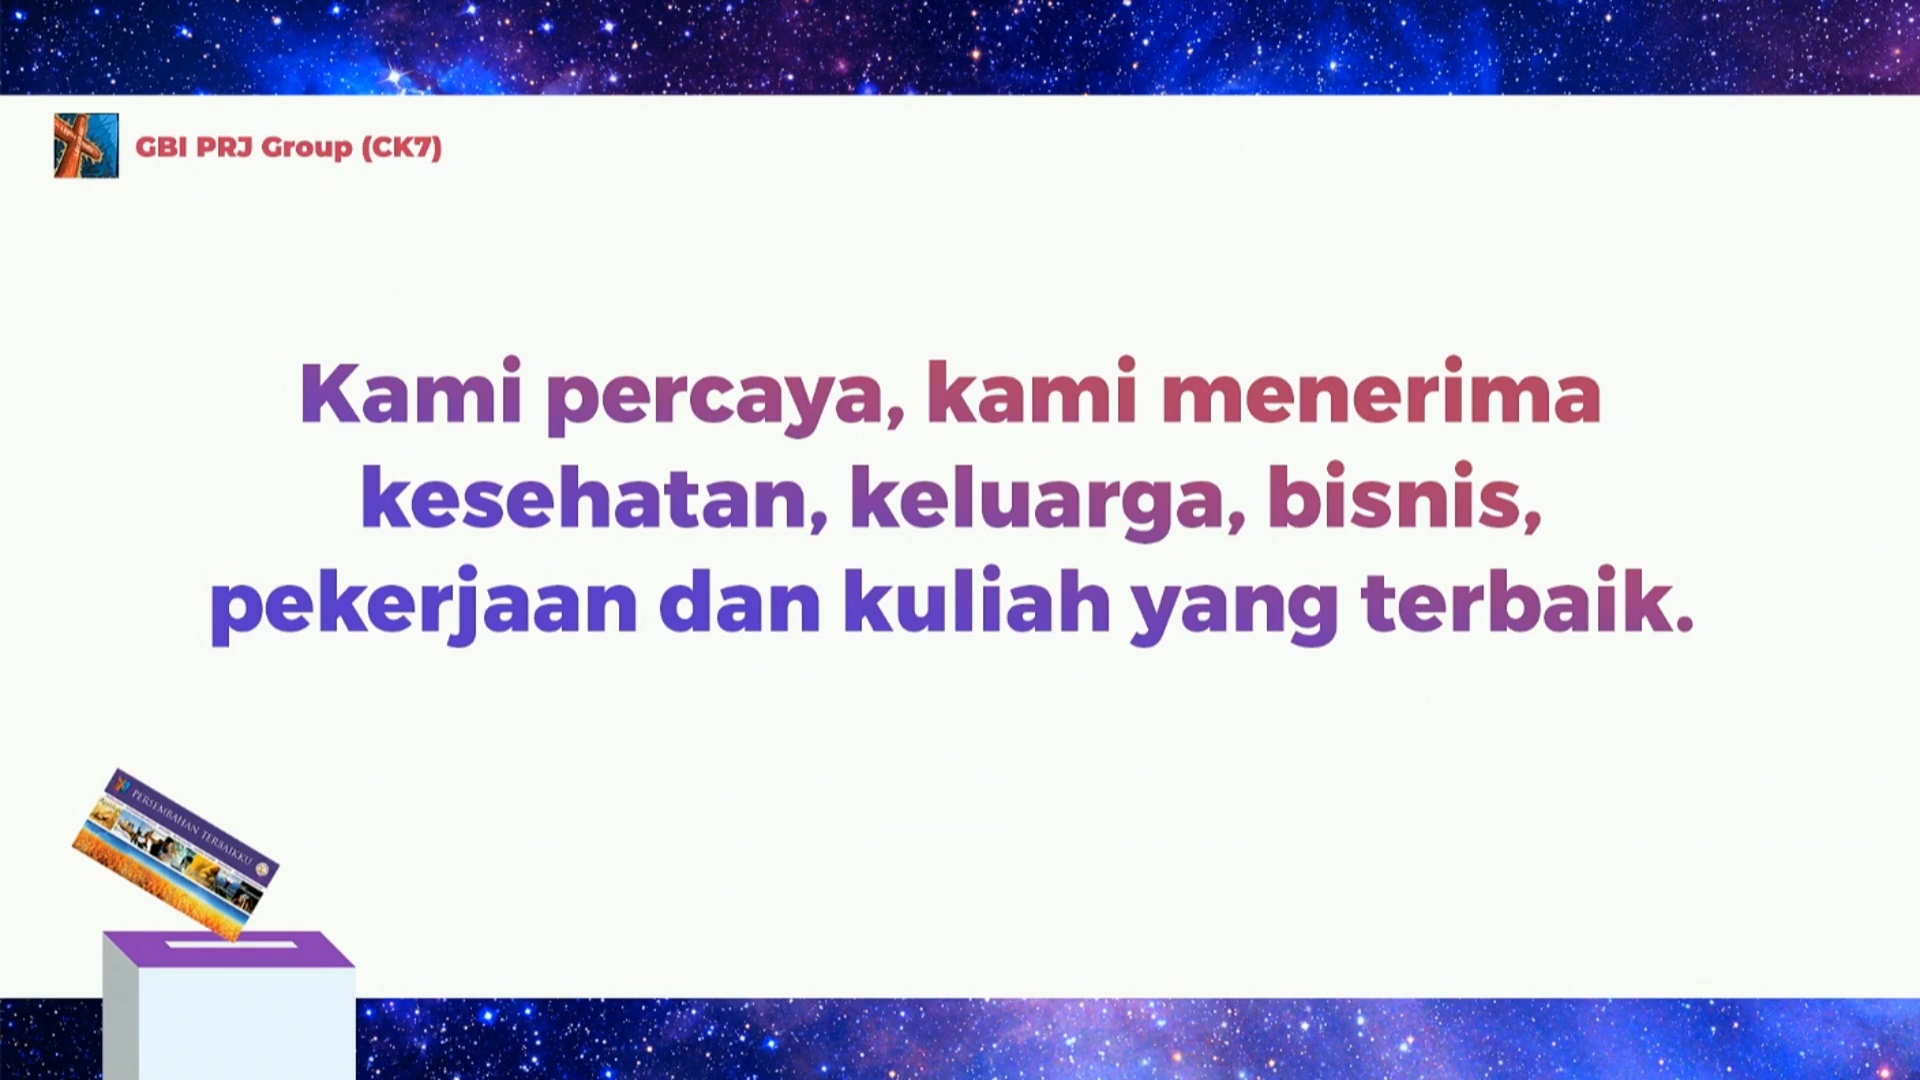 GBI PRJ Group (CK7)
Kami percaya, kami menerima
kesehatan, keluarga, bisnis,
pekerjaan dan kuliah yang terbaik.
PERSEMBAHAN TERBAIKKU